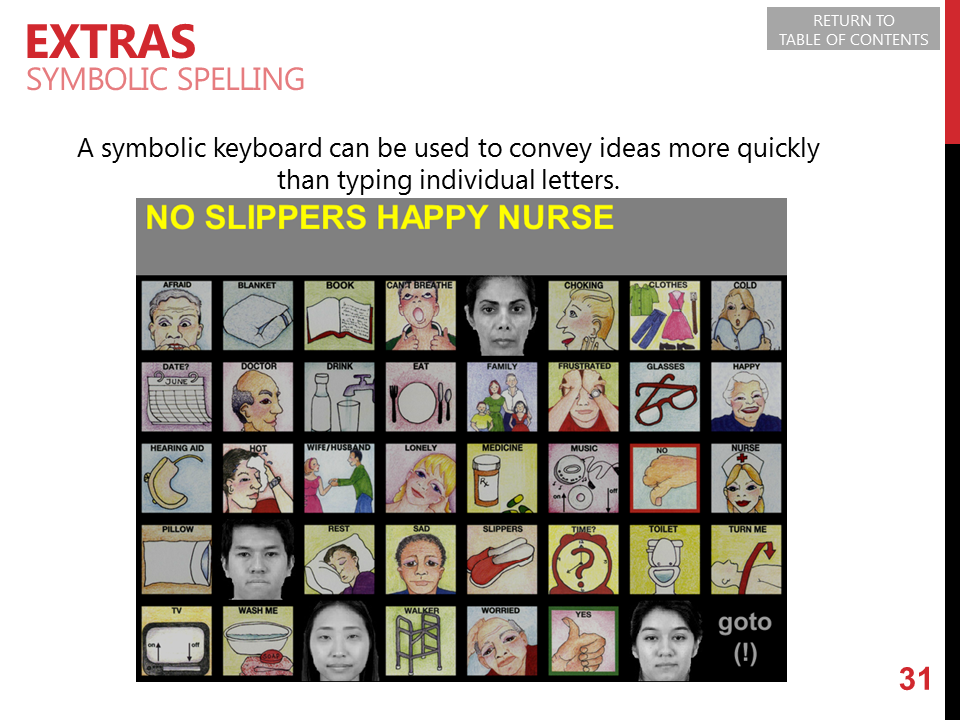 RETURN TO
TABLE OF CONTENTS
EXTRAS
SYMBOLIC SPELLING
A symbolic keyboard can be used to convey ideas more quickly
than typing individual letters.
NO SLIPPERS HAPPY NURSE
AFRAID BLANKET BOOK CAN'T BREATHE CHOKING CLOTHES COLD
DATE? DOCTOR DRINK EAT FAMILY FRUSTRATED GLASSES HAPPY
JUNE
HEARING AID HOT WIFE/HUSBAND LONELY MEDICINE MUSIC NO NURSE
Rx on off
PILLOW REST SAD SLIPPERS TIME? TOILET TURN ME
TV WASH ME WALKER WORRIED YES goto
on off (!)
31